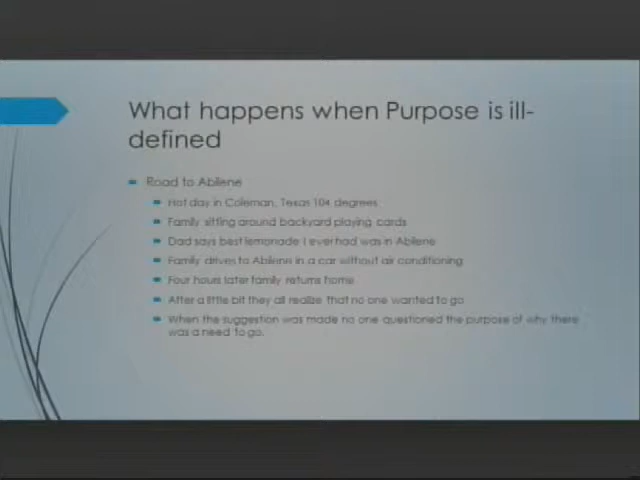 What happens when Purpose is ill-
defined
Road to Abilene
Hot day in Coleman, Texas 104 degrees
Family sitting around backyard playing cards
Dad says best lemonade I ever had was in Abilene
Family drives to Abilene in a car without air conditioning
Four hours later family returns home
After a little bit they all realize that no one wanted to go
When the suggestion was made no one questioned the purpose of why there
was a need to go.